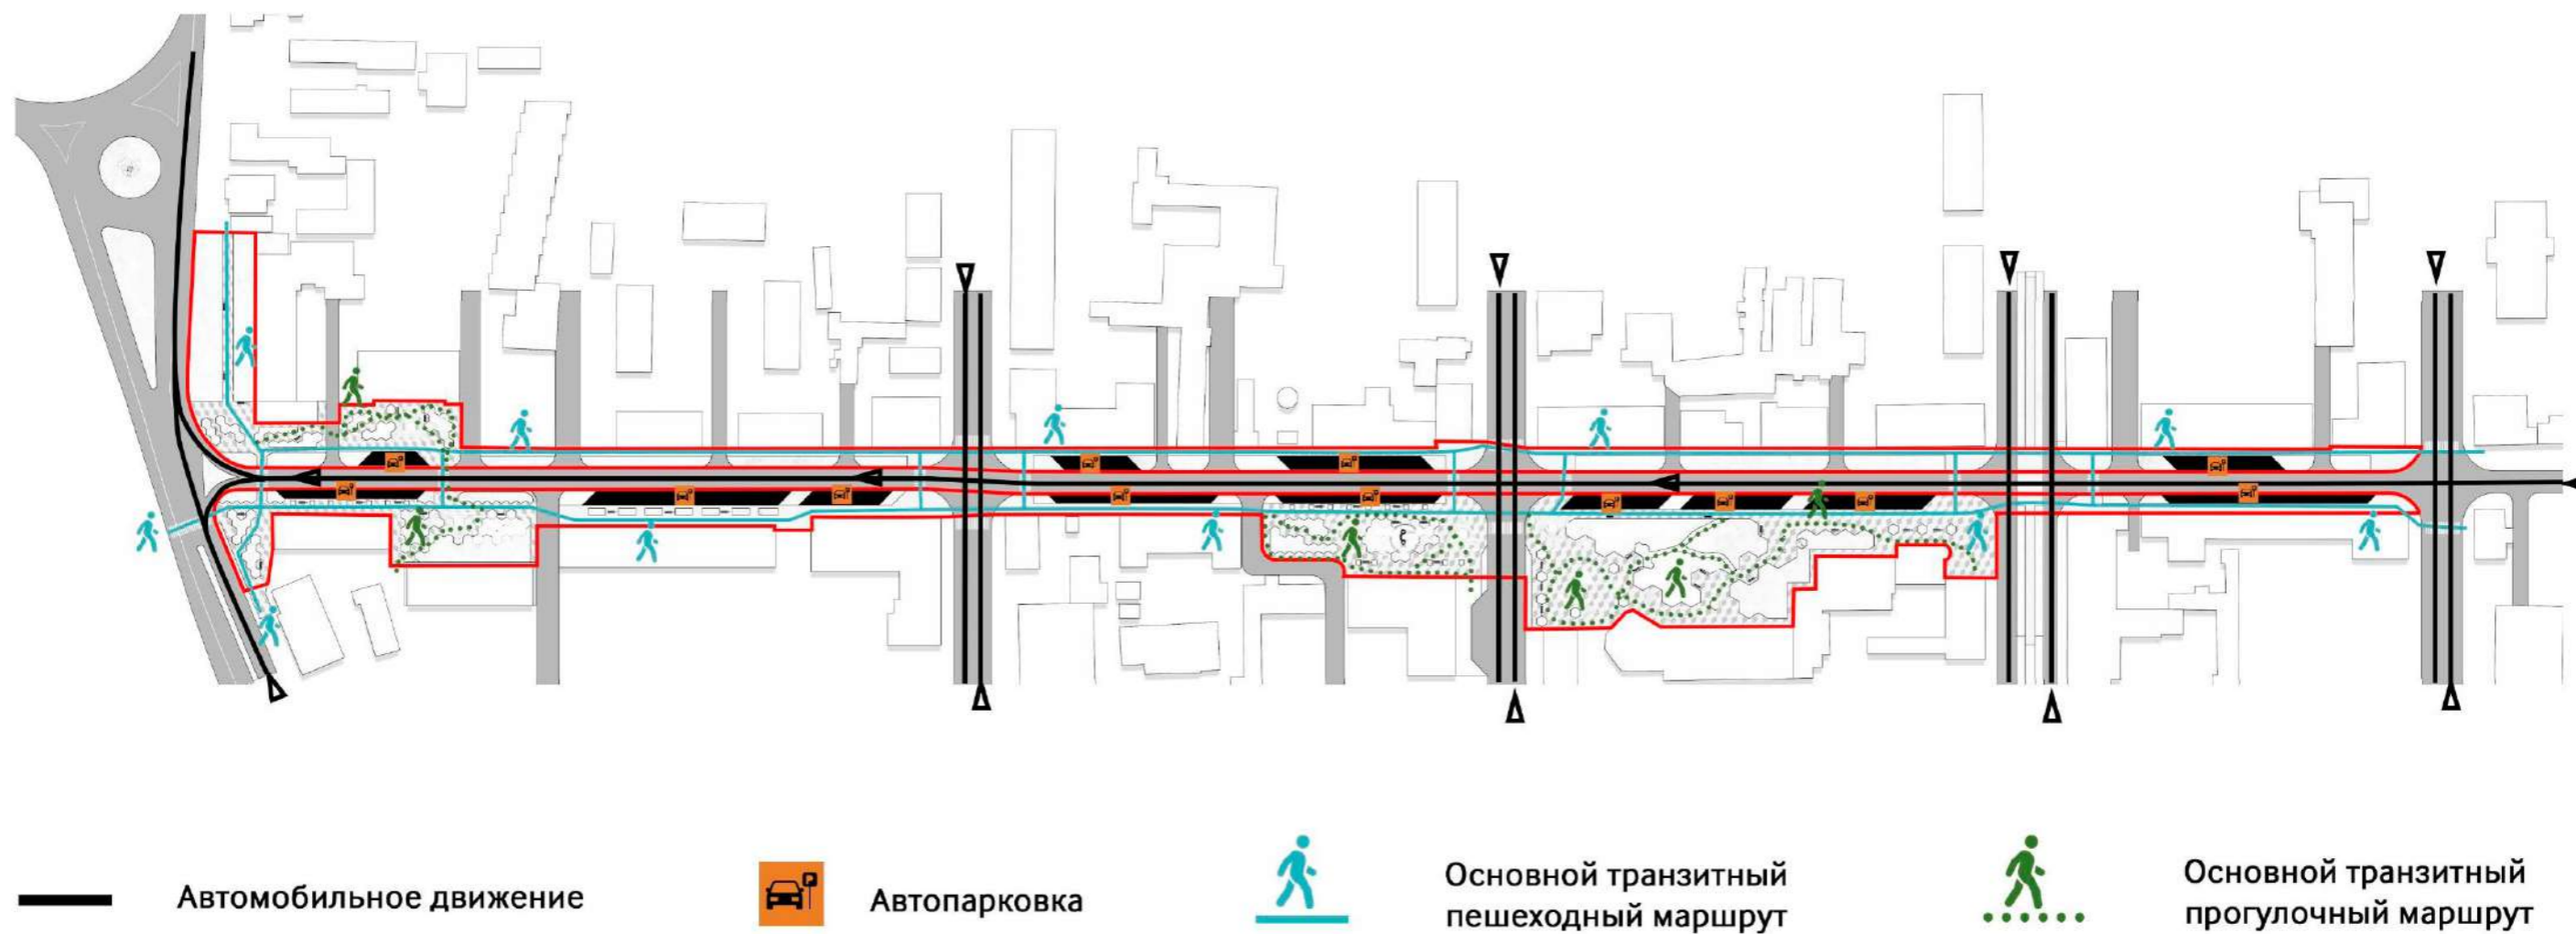 Автомобильное движение
Автопарковка
Основной транзитный
пешеходный маршрут
Основной транзитный
прогулочный маршрут